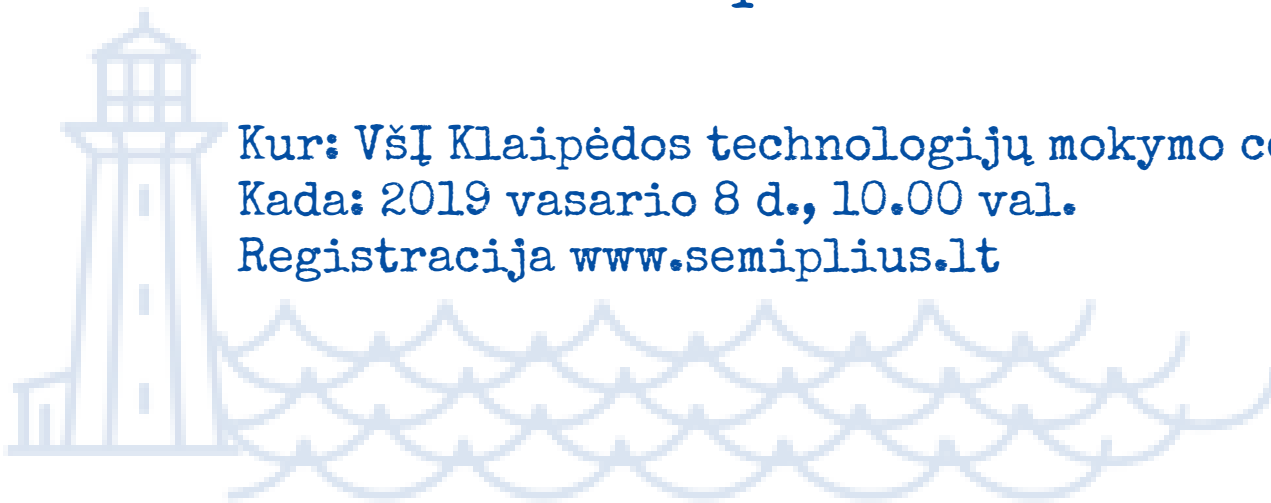 Kur: VšĮ Klaipėdos technologijų mokymo
Kada: 2019 vasario 8 d., 10.00 val.
Registracija www.semiplius.lt